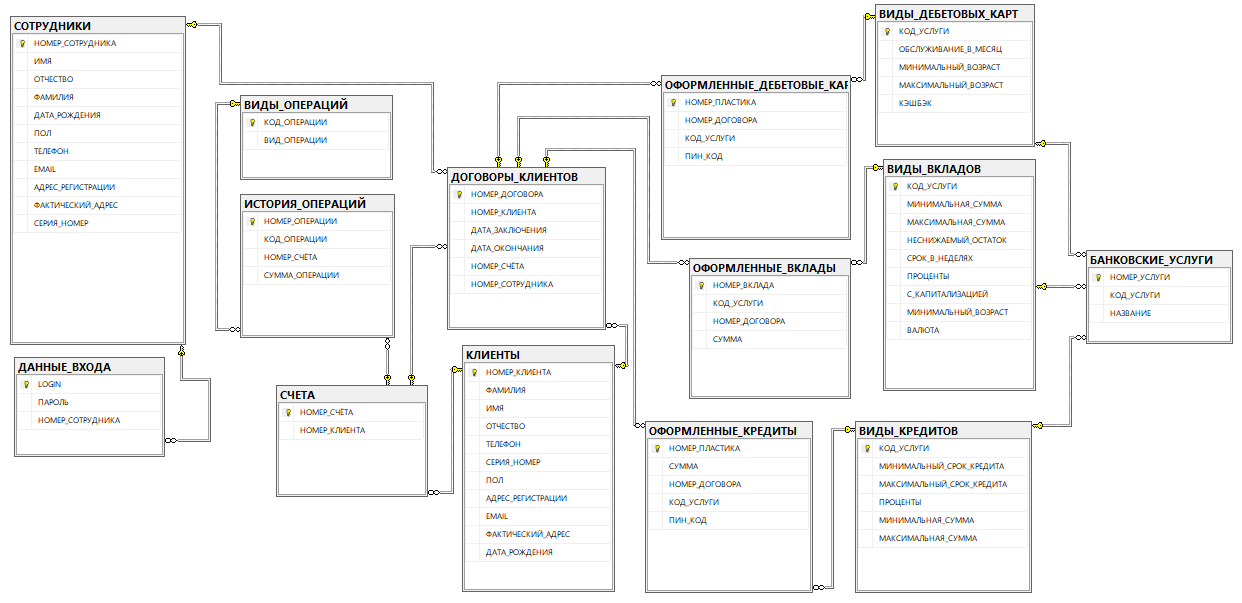 СОТРУДНИКИ
НОМЕР_СОТРУДНИКА
ИМЯ
ОТЧЕСТВО
ФАМИЛИЯ
ДАТА_РОЖДЕНИЯ
ПОЛ
ТЕЛЕФОН
EMAIL
АДРЕС_РЕГИСТРАЦИИ
ФАКТИЧЕСКИЙ_АДРЕС
СЕРИЯ_НОМЕР
ДАННЫЕ_ВХОДА
LOGIN
ПАРОЛЬ
НОМЕР_СОТРУДНИКА
ВИДЫ_ОПЕРАЦИЙ
КОД_ОПЕРАЦИИ
ВИД_ОПЕРАЦИИ
ИСТОРИЯ_ОПЕРАЦИЙ
НОМЕР_ОПЕРАЦИИ
КОД_ОПЕРАЦИИ
НОМЕР_СЧЁТА
СУММА_ОПЕРАЦИИ
СЧЕТА
НОМЕР_СЧЁТА
НОМЕР_КЛИЕНТА
ДОГОВОРЫ_КЛИЕНТОВ
НОМЕР_ДОГОВОРА
НОМЕР_КЛИЕНТА
ДАТА_ЗАКЛЮЧЕНИЯ
ДАТА_ОКОНЧАНИЯ
НОМЕР_СЧЁТА
НОМЕР_СОТРУДНИКА
КЛИЕНТЫ
НОМЕР_КЛИЕНТА
ФАМИЛИЯ
ИМЯ
ОТЧЕСТВО
ТЕЛЕФОН
СЕРИЯ_НОМЕР
ПОЛ
АДРЕС_РЕГИСТРАЦИИ
EMAIL
ФАКТИЧЕСКИЙ_АДРЕС
ДАТА_РОЖДЕНИЯ
ОФОРМЛЕННЫЕ_ДЕБЕТОВЫЕ_КАР
НОМЕР_ПЛАСТИКА
НОМЕР_ДОГОВОРА
КОД_УСЛУГИ
ПИН_КОД
ОФОРМЛЕННЫЕ_ВКЛАДЫ
НОМЕР_ВКЛАДА
КОД_УСЛУГИ
НОМЕР_ДОГОВОРА
СУММА
ОФОРМЛЕННЫЕ_КРЕДИТЫ
НОМЕР_ПЛАСТИКА
СУММА
НОМЕР_ДОГОВОРА
КОД_УСЛУГИ
ПИН_КОД
ВИДЫ_ДЕБЕТОВЫХ_КАРТ
КОД_УСЛУГИ
ОБСЛУЖИВАНИЕ_В_МЕСЯЦ
МИНИМАЛЬНЫЙ_ВОЗРАСТ
МАКСИМАЛЬНЫЙ_ВОЗРАСТ
КЭШБЭК
ВИДЫ_ВКЛАДОВ
КОД_УСЛУГИ
МИНИМАЛЬНАЯ_СУММА
МАКСИМАЛЬНАЯ_СУММА
НЕСНИЖАЕМЫЙ_ОСТАТОК
СРОК_В_НЕДЕЛЯХ
ПРОЦЕНТЫ
С_КАПИТАЛИЗАЦИЕЙ
МИНИМАЛЬНЫЙ_ВОЗРАСТ
ВАЛЮТА
ВИДЫ_КРЕДИТОВ
КОД_УСЛУГИ
МИНИМАЛЬНЫЙ_СРОК_КРЕДИТА
МАКСИМАЛЬНЫЙ_СРОК_КРЕДИТА
ПРОЦЕНТЫ
МИНИМАЛЬНАЯ_СУММА
МАКСИМАЛЬНАЯ_СУММА
БАНКОВСКИЕ_УСЛУГИ
НОМЕР_УСЛУГИ
КОД_УСЛУГИ
НАЗВАНИЕ